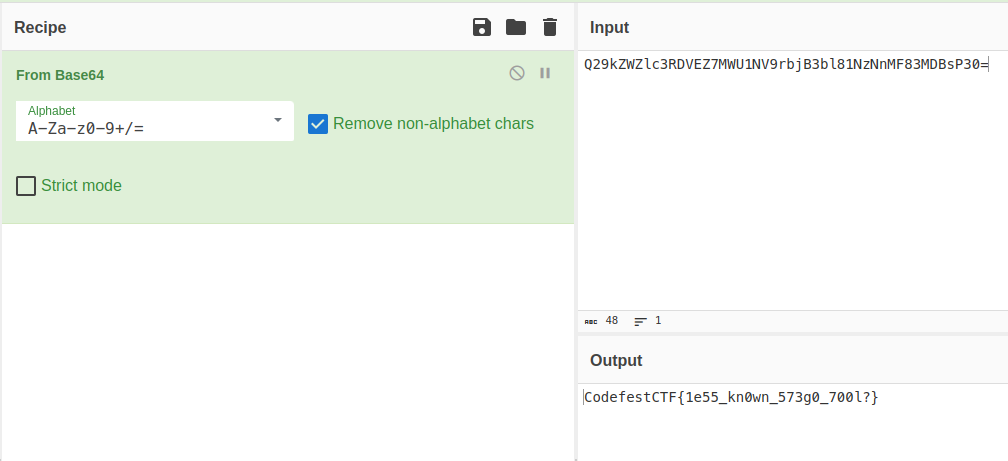 Recipe
From Base64
Alphabet
A-Za-z0-9+/=
Remove non-alphabet chars
Strict mode
Input
Q29kZWZlc3RDVEZ7MWU1NV9rbjB3bl81NzNnMF83MDBsP30=
ABC 48 1
Output
CodefestCTF{1e55_kn0wn_573g0_700l?}